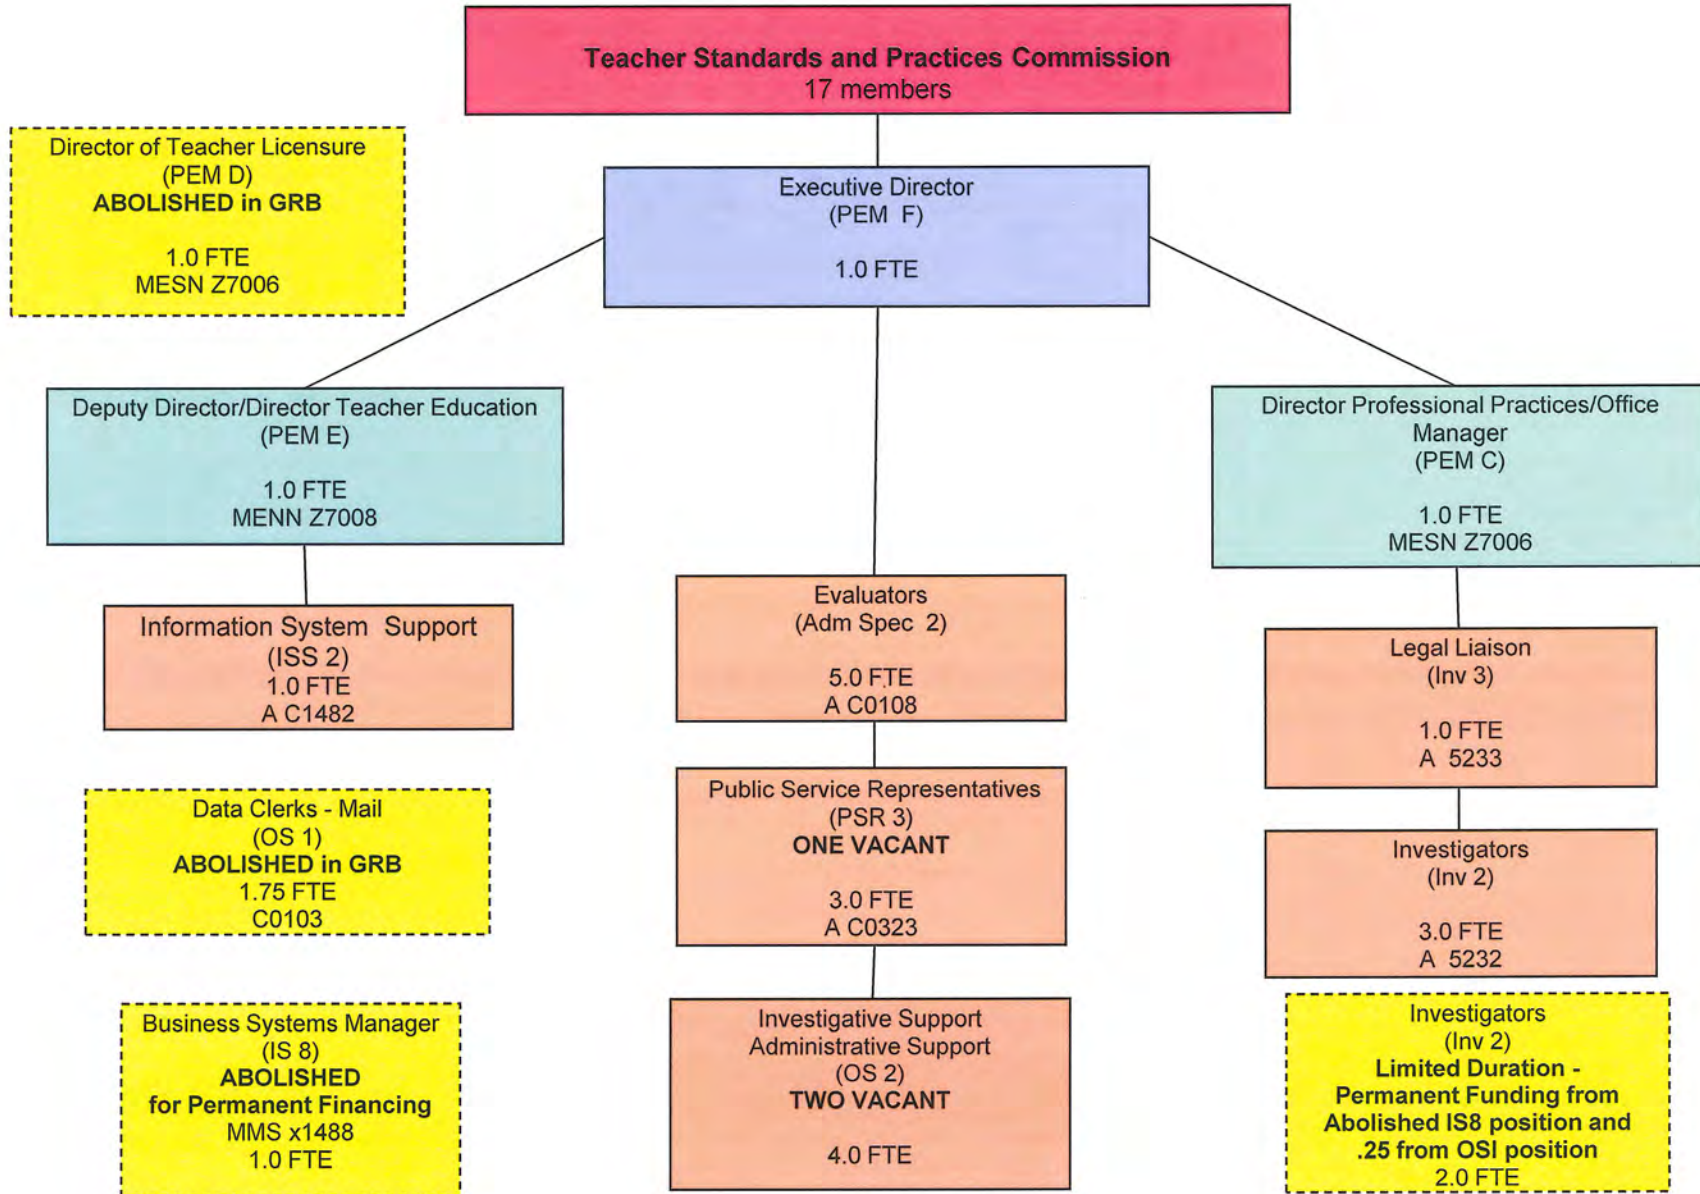 Teacher Standards and Practices Commission
17 members
Director of Teacher Licensure
(PEM D)
ABOLISHED in GRB
1.0 FTE
MESN Z7006
Executive Director
(PEM F)
1.0 FTE
Deputy Director/Director Teacher Education
(PEM E)
1.0 FTE
MENN Z7008
Director Professional Practices/Office
Manager
(PEM C)
1.0 FTE
MESN Z7006
Information System Support
(ISS 2)
1.0 FTE
A C1482
Evaluators
(Adm Spec 2)
5.0 FTE
A C0108
Legal Liaison
(Inv 3)
1.0 FTE
A 5233
Data Clerks - Mail
(OS 1)
ABOLISHED in GRB
1.75 FTE
C0103
Public Service Representatives
(PSR 3)
ONE VACANT
3.0 FTE
A C0323
Investigators
(Inv 2)
3.0 FTE
A 5232
Business Systems Manager
(IS 8)
ABOLISHED
for Permanent Financing
MMS x1488
1.0 FTE
Investigative Support
Administrative Support
(OS 2)
TWO VACANT
4.0 FTE
Investigators
(Inv 2)
Limited Duration -
Permanent Funding from
Abolished IS8 position and
.25 from OSI position
2.0 FTE